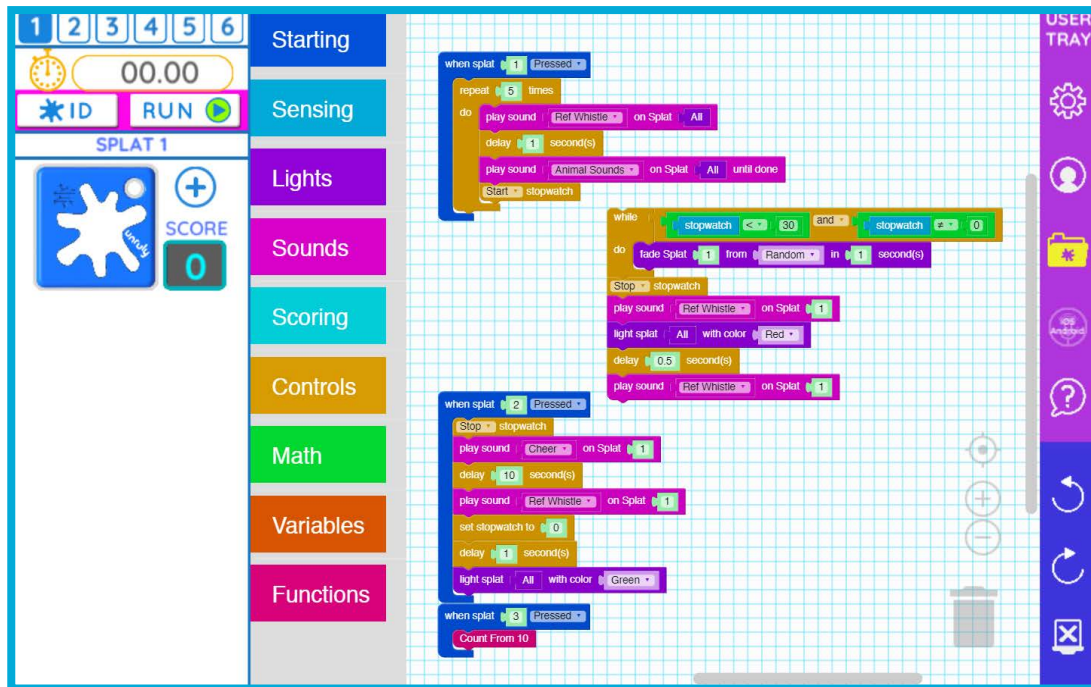 1 2 3 4 5 6
00.00
ID
RUN
SPLAT 1
unruly
SCORE
0
Starting
Sensing
Lights
Sounds
Scoring
Controls
Math
Variables
Functions
when splat 1 Pressed
repeat 5 times
do play sound Ref Whistle on Splat All
delay 1 second(s)
play sound Animal Sounds on Splat All until done
Start stopwatch
while stopwatch < 30 and stopwatch ≠ 0
do fade Splat 1 from Random in 1 second(s)
Stop stopwatch
play sound Ref Whistle on Splat 1
light splat All with color Red
delay 0.5 second(s)
play sound Ref Whistle on Splat 1
when splat 2 Pressed
Stop stopwatch
play sound Cheer on Splat 1
delay 10 second(s)
play sound Ref Whistle on Splat 1
set stopwatch to 0
delay 1 second(s)
light splat All with color Green
when splat 3 Pressed
Count From 10
USER
TRAY
iOS
Android